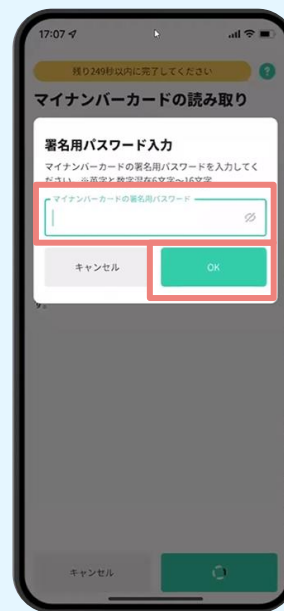 17:07
残り249秒以内に完了してください
?
マイナンバーカードの読み取り
署名用パスワード入力
マイナンバーカードの署名用パスワードを入力してく
ださい ※英字と数字混在6文字〜16文字
マイナンバーカードの署名用パスワード
キャンセル
OK
す。
キャンセル